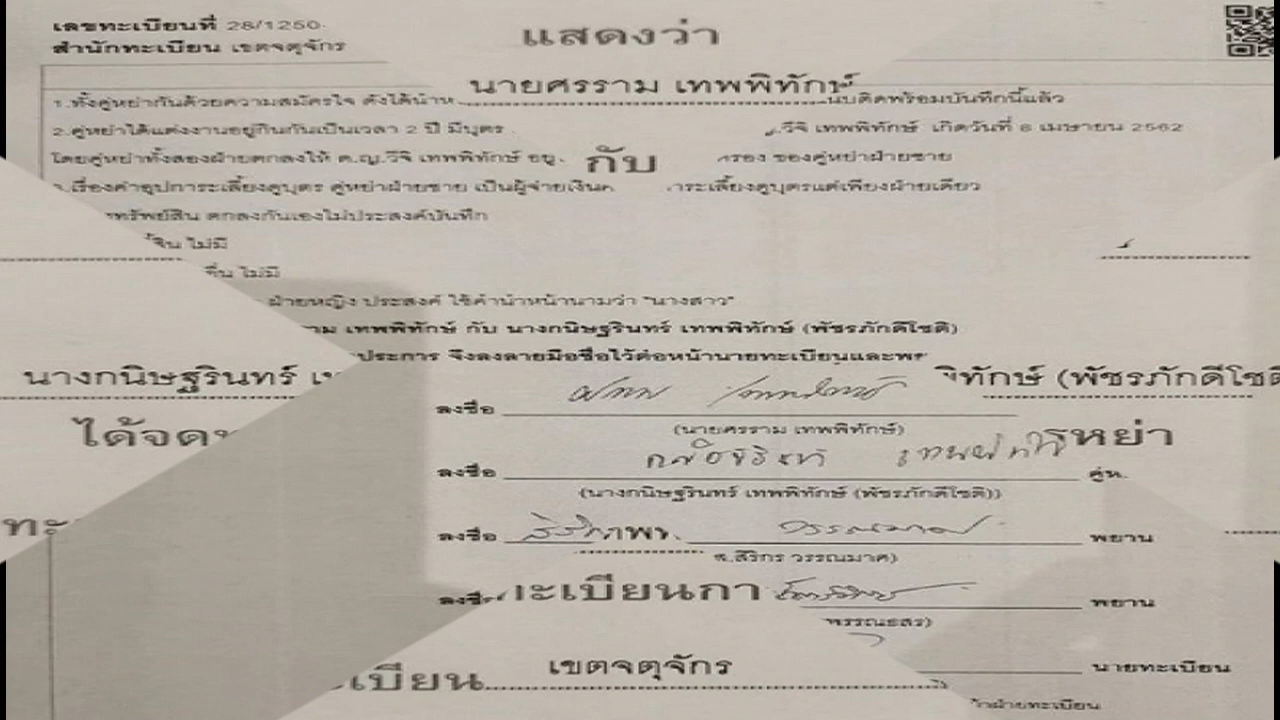 เลขทะเบียนที่ 28/1250
สำนักทะเบียน เขตจตุจักร
แสดงว่า
นายศรราม เทพพิทักษ์
1.ทั้งคู่หย่ากันด้วยความสมัครใจ ดังได้นำห
นบติดพร้อมบันทึกนี้แล้ว
2.คู่หย่าได้แต่งงานอยู่กินกันเป็นเวลา 2 ปี มีบุตร
วีจิ เทพพิทักษ์ เกิดวันที่ 6 เมษายน 2562
โดยคู่หย่าทั้งสองฝ่ายตกลงให้ ด.ญ.วีจิ เทพพิทักษ์ อยู
กับ
ครอง ของคู่หย่าฝ่ายชาย
เรื่องค่าอุปการะเลี้ยงดูบุตร คู่หย่าฝ่ายชาย เป็นผู้จ่ายเงินค
าระเลี้ยงดูบุตรแต่เพียงฝ่ายเดียว
ทรัพย์สิน ตกลงกันเองไม่ประสงค์บันทึก
ไม่มี
ื่น ไม่มี
ฝ่ายหญิง ประสงค์ ใช้คำนำหน้านามว่า "นางสาว"
ราม เทพพิทักษ์ กับ นางกนิษฐรินทร์ เทพพิทักษ์ (พัชรภักดีโชติ)
ประการ จึงลงลายมือชื่อไว้ต่อหน้านายทะเบียนและพย
นางกนิษฐรินทร์ เท
พิทักษ์ (พัชรภักดีโชติ
ลงชื่อ
(นายศรราม เทพพิทักษ์)
ได้จดท
รหย่า
ลงชื่อ กนิษฐรินทร์ เทพพิทักษ์ คู่ห
(นางกนิษฐรินทร์ เทพพิทักษ์ (พัชรภักดีโชติ))
ทะ
ลงชื่อ พยาน
ส.สิริกร วรรณมาศ)
ะเบียนกา
ลงชื่อ พยาน
พรรณธสร)
ะเบียน เขตจตุจักร
นายทะเบียน
ฝ่ายทะเบียน